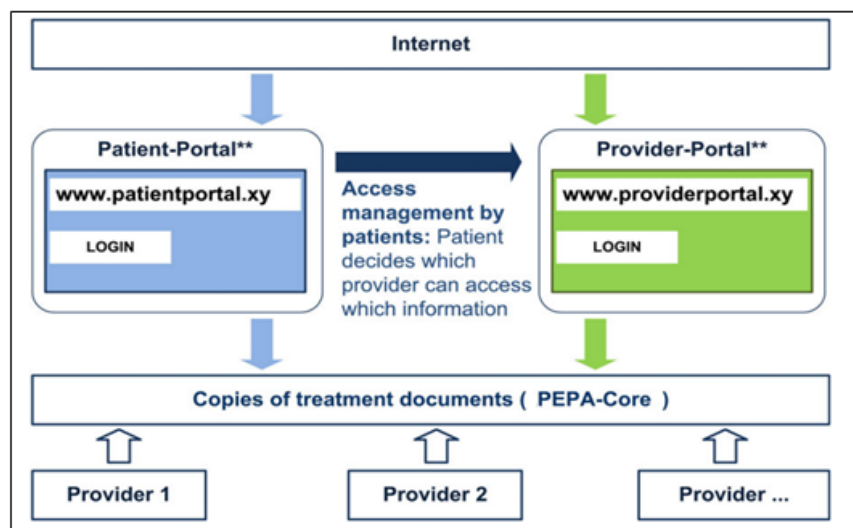 Internet
Patient-Portal**
www.patientportal.xy
LOGIN
Access
management by
patients: Patient
decides which
provider can access
which information
Provider-Portal**
www.providerportal.xy
LOGIN
Copies of treatment documents ( PEPA-Core )
Provider 1
Provider 2
Provider ...